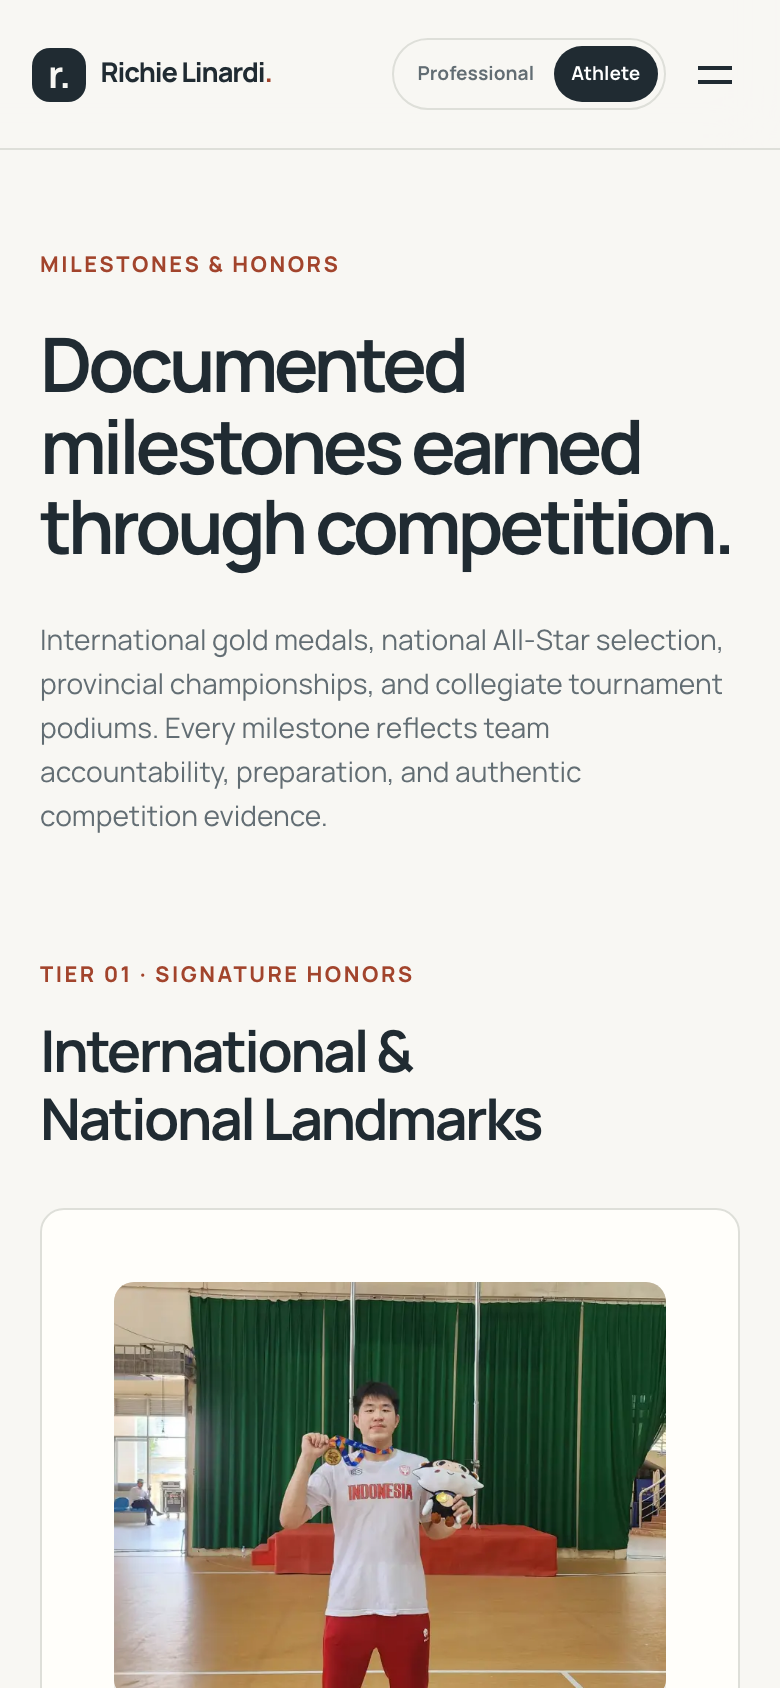 r.
Richie Linardi.
Professional
Athlete
MILESTONES & HONORS
Documented
milestones earned
through competition.
International gold medals, national All-Star selection,
provincial championships, and collegiate tournament
podiums. Every milestone reflects team
accountability, preparation, and authentic
competition evidence.
TIER 01 · SIGNATURE HONORS
International &
National Landmarks
INDONESIA